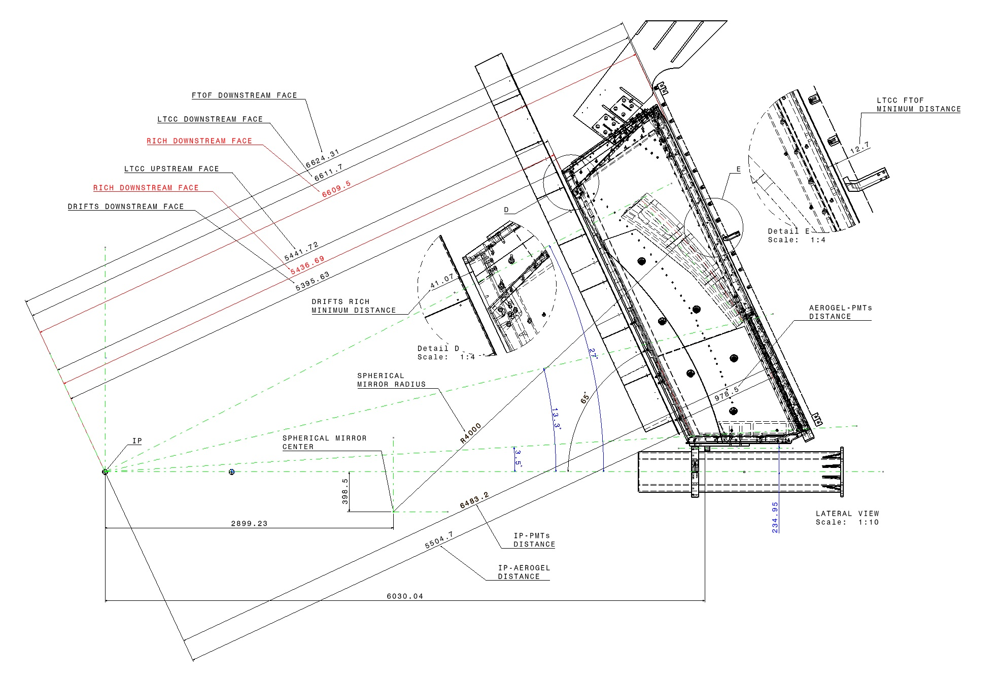 FTOF DOWNSTREAM FACE
LTCC DOWNSTREAM FACE
RICH DOWNSTREAM FACE
LTCC UPSTREAM FACE
RICH DOWNSTREAM FACE
DRIFTS DOWNSTREAM FACE
6624.31
6611.7
6609.5
5441.72
5436.69
5395.63
LTCC FTOF
MINIMUM DISTANCE
12.7
E
Detail E
Scale: 1:4
D
41.07
DRIFTS RICH
MINIMUM DISTANCE
Detail D
Scale: 1:4
AEROGEL-PMTs
DISTANCE
978.5
SPHERICAL
MIRROR RADIUS
R4000
27°
13.3°
65°
3.5°
IP
SPHERICAL MIRROR
CENTER
398.5
2899.23
6483.2
5504.7
IP-PMTs
DISTANCE
IP-AEROGEL
DISTANCE
6030.04
234.95
LATERAL VIEW
Scale: 1:10